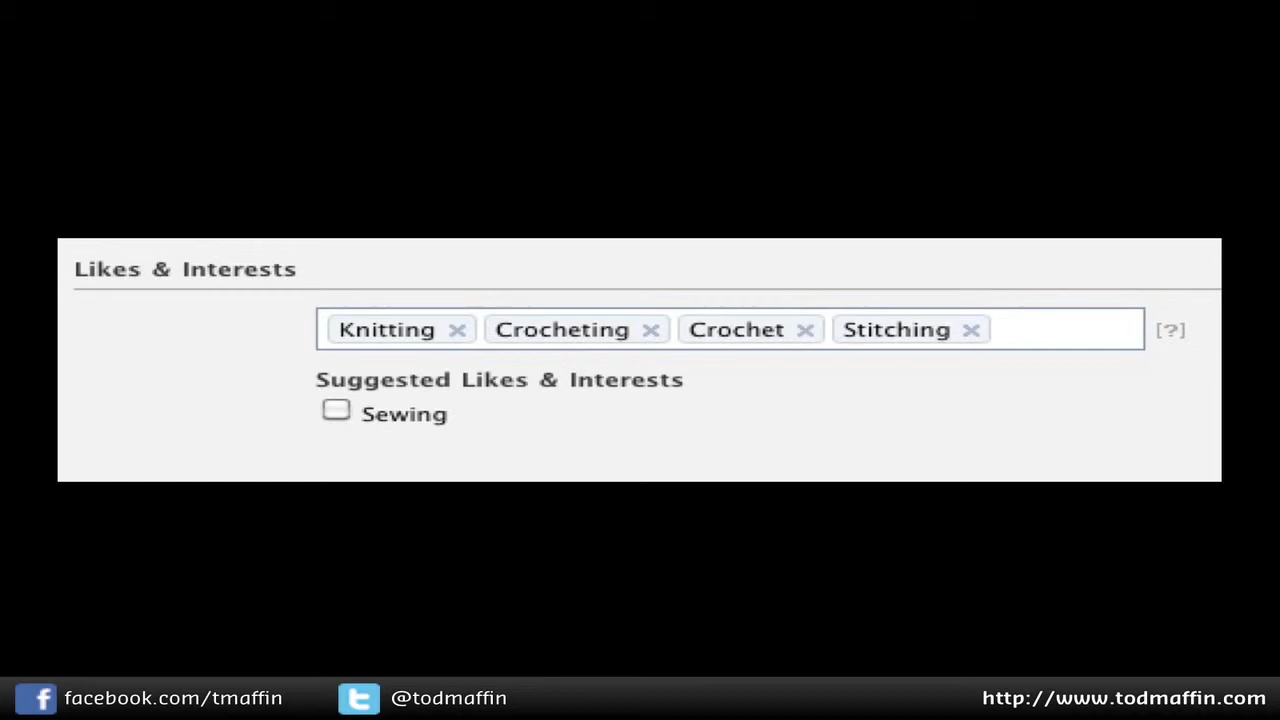 Likes & Interests
Knitting Crocheting Crochet Stitching [?]
Suggested Likes & Interests
Sewing
facebook.com/tmaffin @todmaffin http://www.todmaffin.com